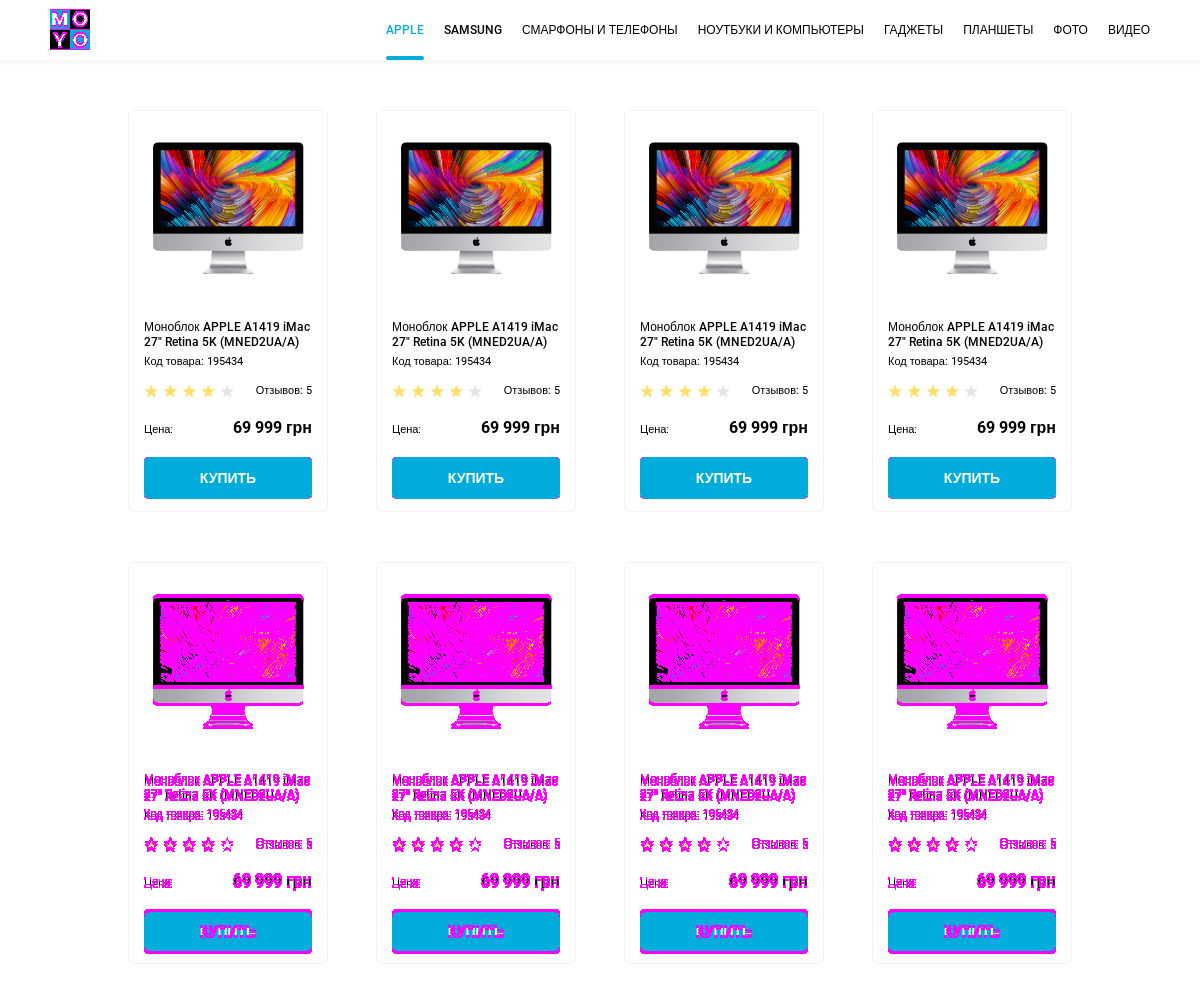 MO
YO
APPLE SAMSUNG СМАРФОНЫ И ТЕЛЕФОНЫ НОУТБУКИ И КОМПЬЮТЕРЫ ГАДЖЕТЫ ПЛАНШЕТЫ ФОТО ВИДЕО
Моноблок APPLE A1419 iMac
27" Retina 5K (MNED2UA/A)
Код товара: 195434
Отзывов: 5
Цена: 69 999 грн
КУПИТЬ
Моноблок APPLE A1419 iMac
27" Retina 5K (MNED2UA/A)
Код товара: 195434
Отзывов: 5
Цена: 69 999 грн
КУПИТЬ
Моноблок APPLE A1419 iMac
27" Retina 5K (MNED2UA/A)
Код товара: 195434
Отзывов: 5
Цена: 69 999 грн
КУПИТЬ
Моноблок APPLE A1419 iMac
27" Retina 5K (MNED2UA/A)
Код товара: 195434
Отзывов: 5
Цена: 69 999 грн
КУПИТЬ
Моноблок APPLE A1419 iMac
27" Retina 5K (MNED2UA/A)
Код товара: 195434
Отзывов: 5
Цена: 69 999 грн
КУПИТЬ
Моноблок APPLE A1419 iMac
27" Retina 5K (MNED2UA/A)
Код товара: 195434
Отзывов: 5
Цена: 69 999 грн
КУПИТЬ
Моноблок APPLE A1419 iMac
27" Retina 5K (MNED2UA/A)
Код товара: 195434
Отзывов: 5
Цена: 69 999 грн
КУПИТЬ
Моноблок APPLE A1419 iMac
27" Retina 5K (MNED2UA/A)
Код товара: 195434
Отзывов: 5
Цена: 69 999 грн
КУПИТЬ